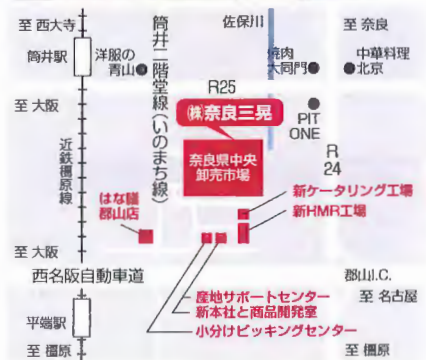 至 西大寺
佐保川
至 奈良
筒井駅
洋服の
青山
筒井二階堂線(いのまち線)
焼肉
大同門
中華料理
北京
R25
至 大阪
(株)奈良三晃
PIT
ONE
近鉄橿原線
奈良県中央
卸売市場
R
24
はな膳
郡山店
新ケータリング工場
新HMR工場
至 大阪
西名阪自動車道
郡山I.C.
産地サポートセンター
至 名古屋
新本社と商品開発室
平端駅
小分けピッキングセンター
至 橿原
至 橿原